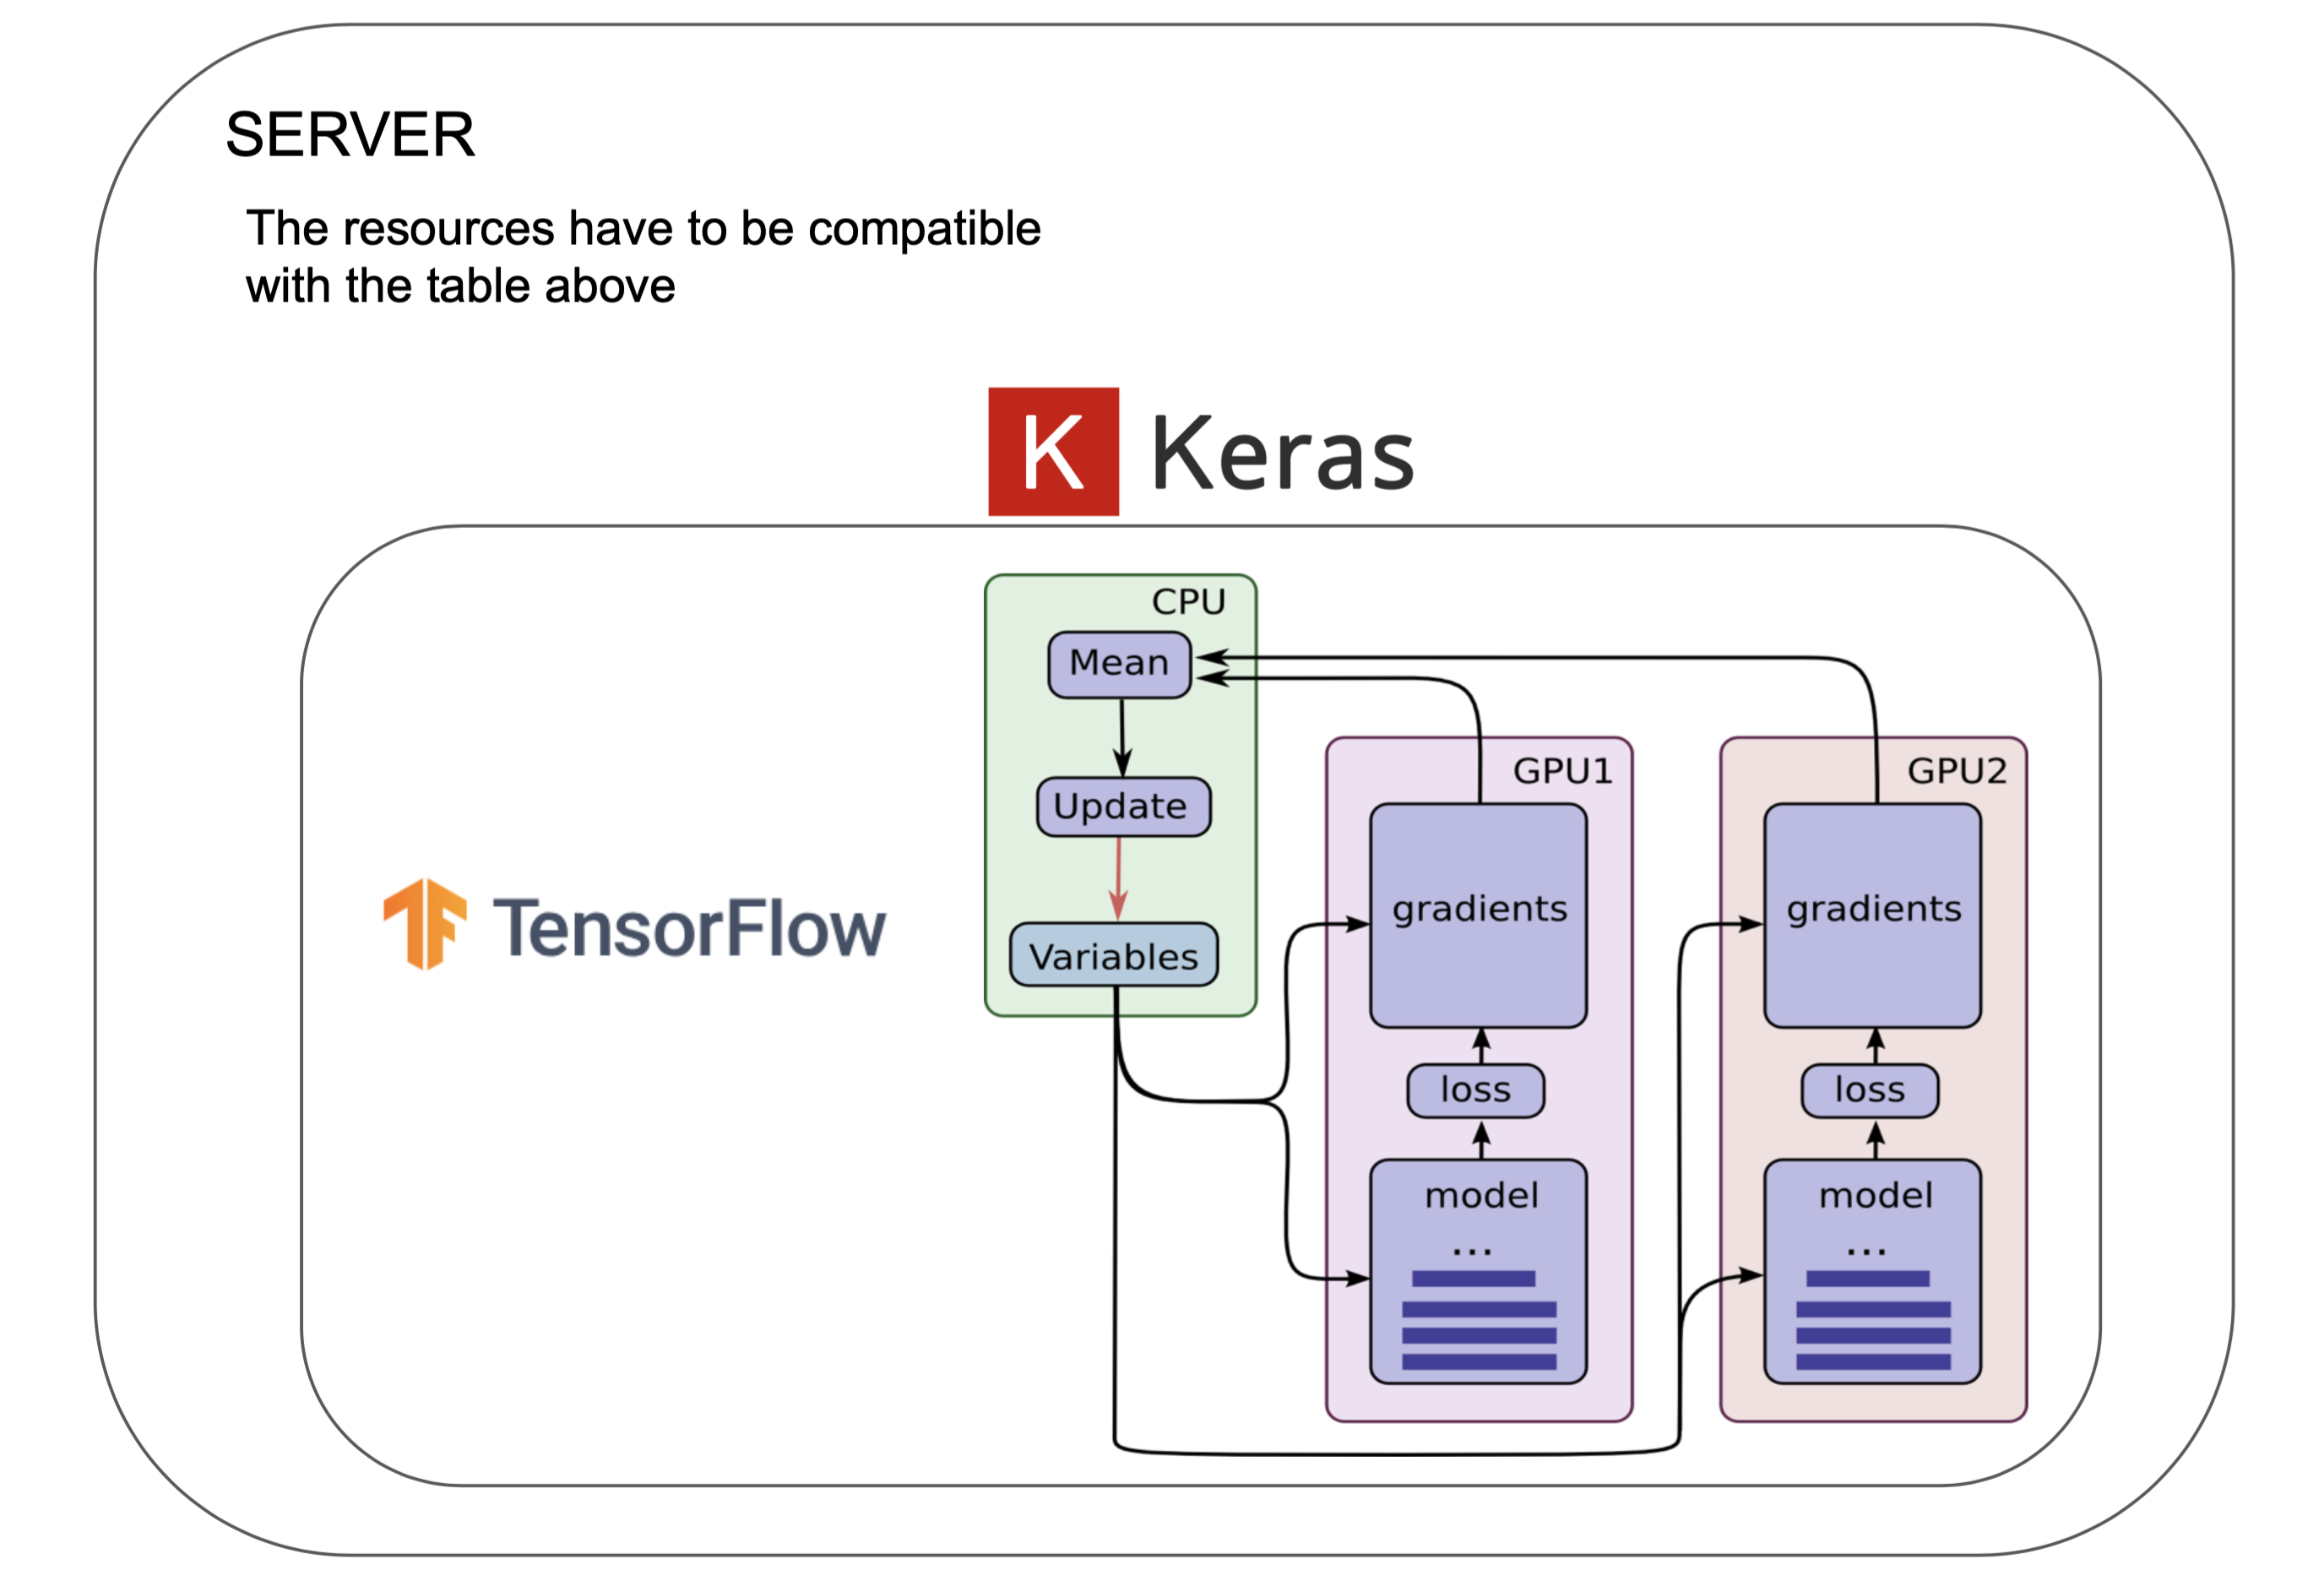 SERVER
The resources have to be compatible
with the table above
K Keras
CPU
Mean
Update
Variables
TensorFlow
GPU1
gradients
loss
model
...
GPU2
gradients
loss
model
...